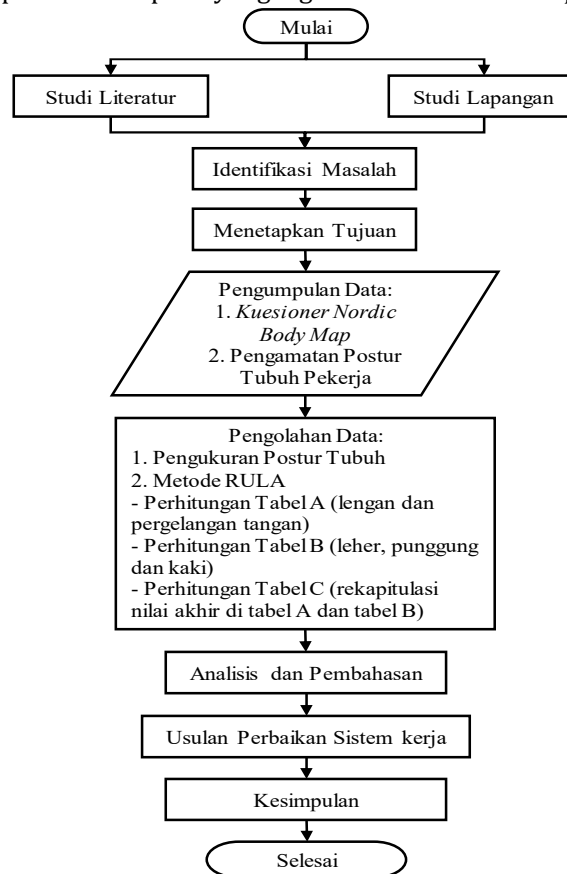 Mulai
Studi Literatur
Studi Lapangan
Identifikasi Masalah
Menetapkan Tujuan
Pengumpulan Data:
1. Kuesioner Nordic
Body Map
2. Pengamatan Postur
Tubuh Pekerja
Pengolahan Data:
1. Pengukuran Postur Tubuh
2. Metode RULA
- Perhitungan Tabel A (lengan dan
pergelangan tangan)
- Perhitungan Tabel B (leher, punggung
dan kaki)
- Perhitungan Tabel C (rekapitulasi
nilai akhir di tabel A dan tabel B)
Analisis dan Pembahasan
Usulan Perbaikan Sistem kerja
Kesimpulan
Selesai